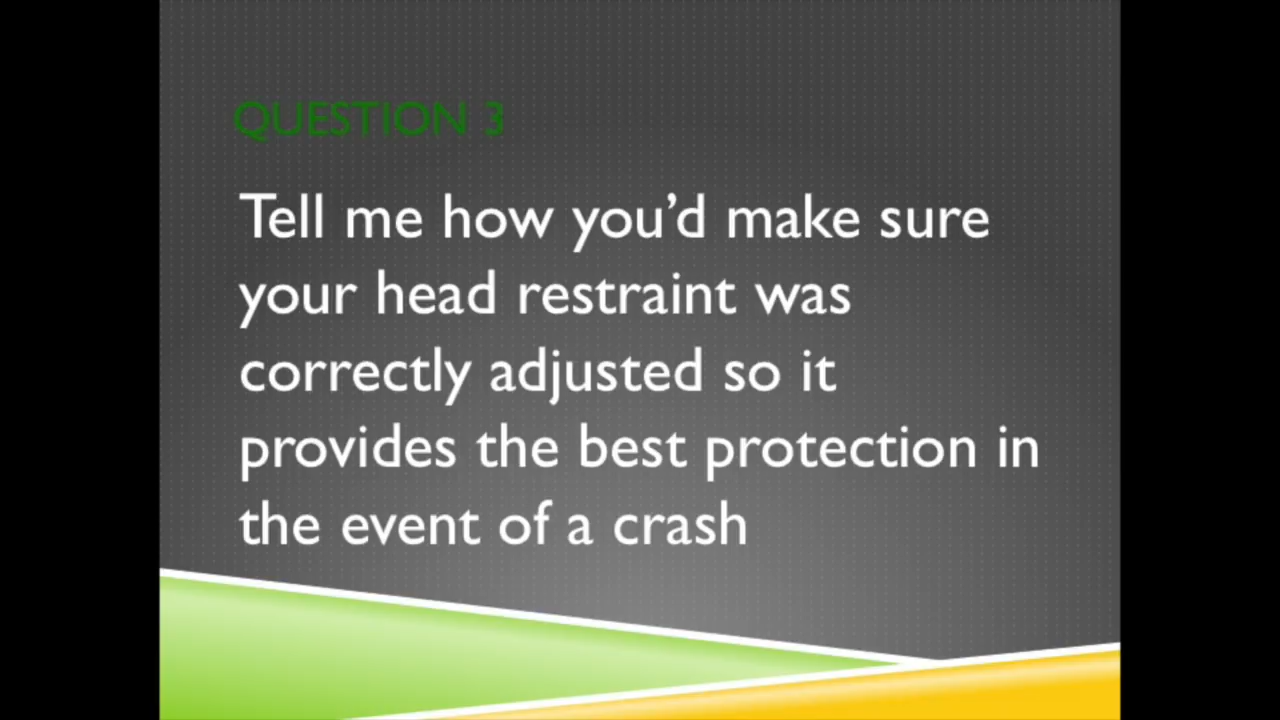 QUESTION 3
Tell me how you’d make sure
your head restraint was
correctly adjusted so it
provides the best protection in
the event of a crash